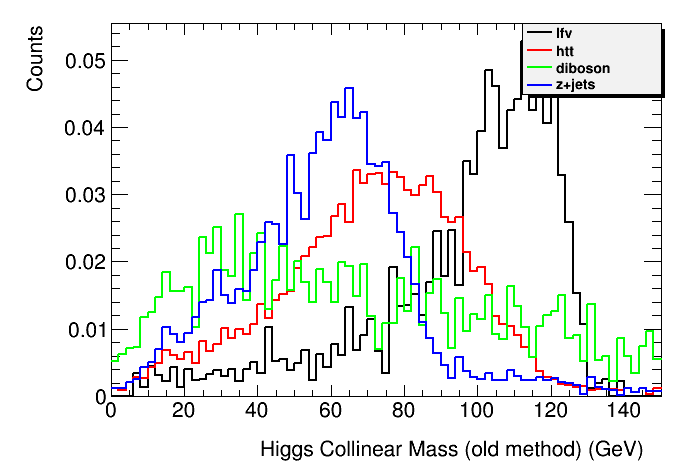 Counts
0.05
0.04
0.03
0.02
0.01
0
lfv
htt
diboson
z+jets
0 20 40 60 80 100 120 140
Higgs Collinear Mass (old method) (GeV)